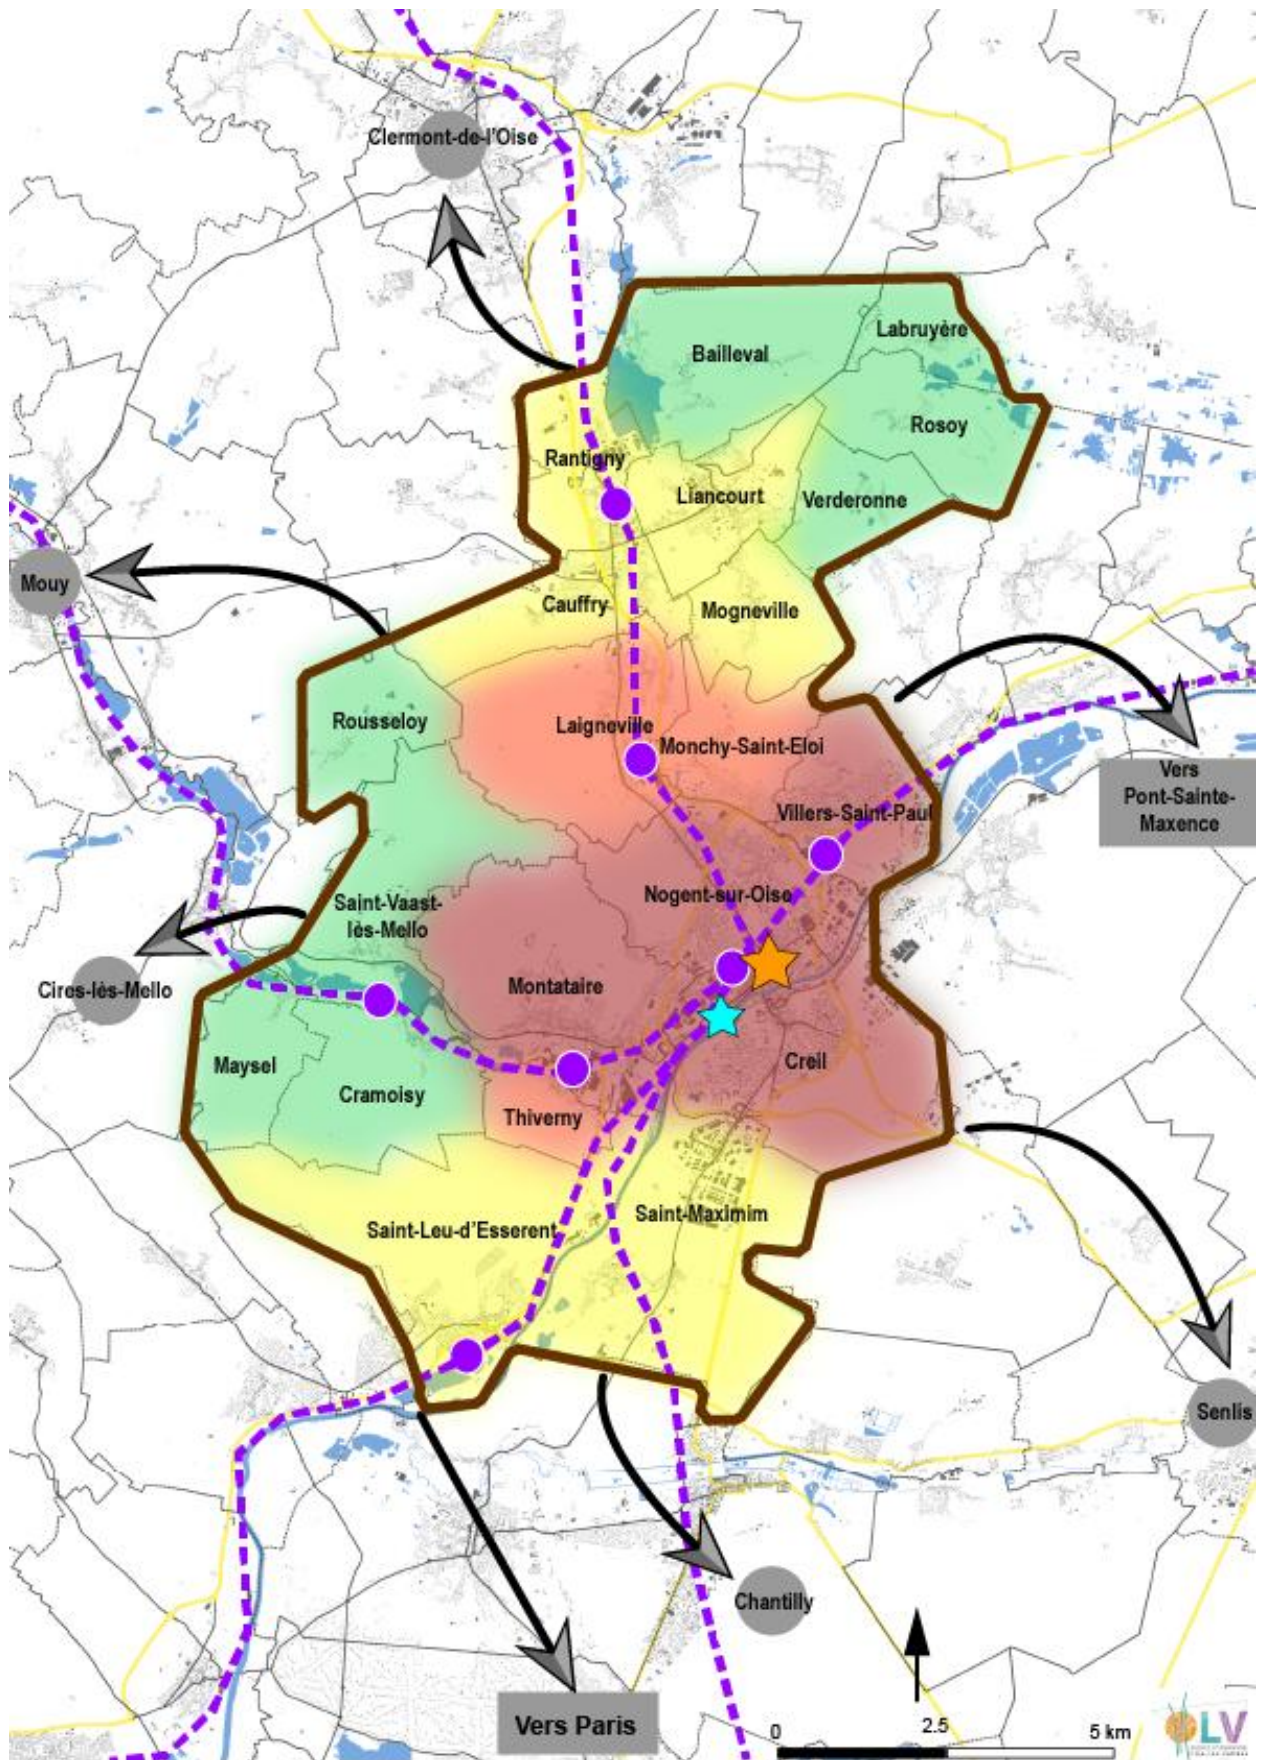 Clermont-de-l'Oise
Labruyère
Bailleval
Rosoy
Rantigny
Liancourt
Verderonne
Mouy
Cauffry
Mogneville
Rousseloy
Laigneville
Monchy-Saint-Eloi
Vers
Pont-Sainte-
Maxence
Villers-Saint-Paul
Nogent-sur-Oise
Saint-Vaast-
lès-Mello
Montataire
Cires-lès-Mello
Maysel
Creil
Cramoisy
Thiverny
Saint-Maximim
Saint-Leu-d'Esserent
Senlis
Chantilly
Vers Paris
0
2.5
5 km
OLV